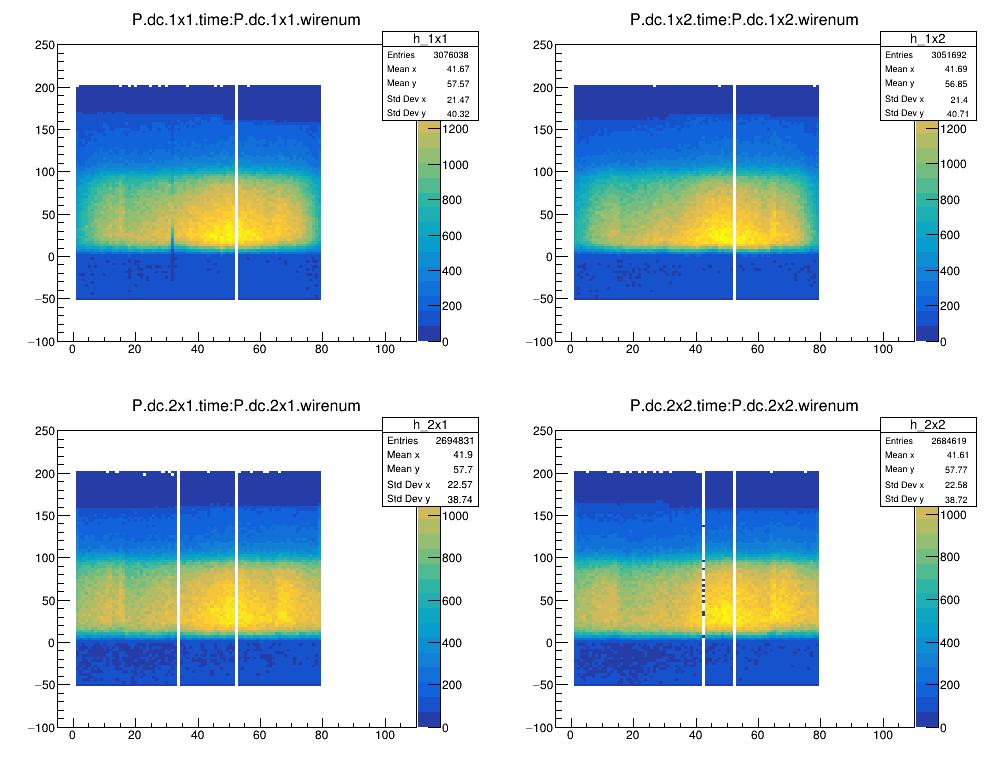 P.dc.1x1.time:P.dc.1x1.wirenum
h_1x1
Entries 3076038
Mean x 41.67
Mean y 57.57
Std Dev x 21.47
Std Dev y 40.32
250
200
150
100
50
0
−50
−100
0 20 40 60 80 100
1200
1000
800
600
400
200
0
P.dc.1x2.time:P.dc.1x2.wirenum
h_1x2
Entries 3051692
Mean x 41.69
Mean y 56.85
Std Dev x 21.4
Std Dev y 40.71
250
200
150
100
50
0
−50
−100
0 20 40 60 80 100
1200
1000
800
600
400
200
0
P.dc.2x1.time:P.dc.2x1.wirenum
h_2x1
Entries 2694831
Mean x 41.9
Mean y 57.7
Std Dev x 22.57
Std Dev y 38.74
250
200
150
100
50
0
−50
−100
0 20 40 60 80 100
1000
800
600
400
200
0
P.dc.2x2.time:P.dc.2x2.wirenum
h_2x2
Entries 2684619
Mean x 41.61
Mean y 57.77
Std Dev x 22.58
Std Dev y 38.72
250
200
150
100
50
0
−50
−100
0 20 40 60 80 100
1000
800
600
400
200
0